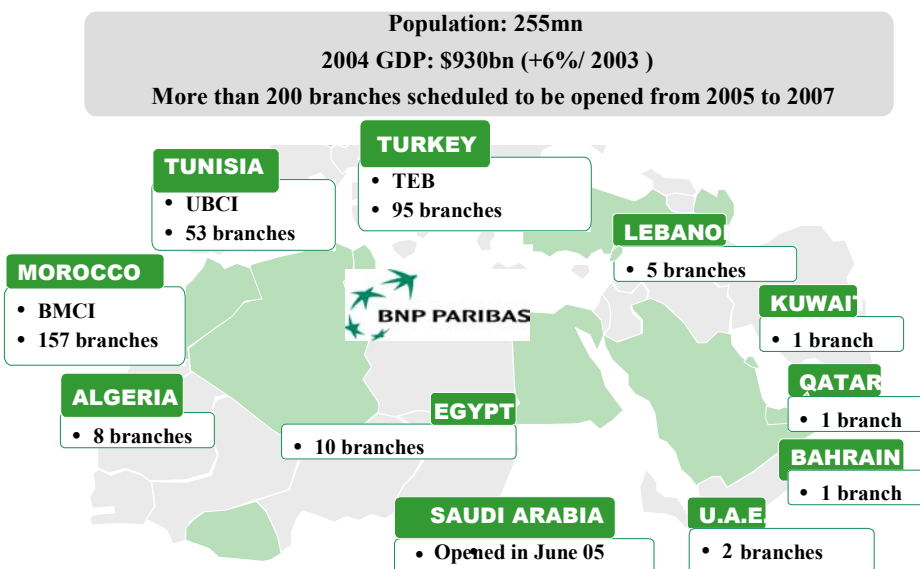 Population: 255mn
2004 GDP: $930bn (+6%/ 2003 )
More than 200 branches scheduled to be opened from 2005 to 2007
TURKEY
• TEB
• 95 branches
TUNISIA
• UBCI
• 53 branches
LEBANO
• 5 branches
MOROCCO
• BMCI
• 157 branches
BNP PARIBAS
KUWAIT
• 1 branch
ALGERIA
• 8 branches
EGYPT
• 10 branches
QATAR
• 1 branch
BAHRAIN
• 1 branch
SAUDI ARABIA
• Opened in June 05
U.A.E.
• 2 branches